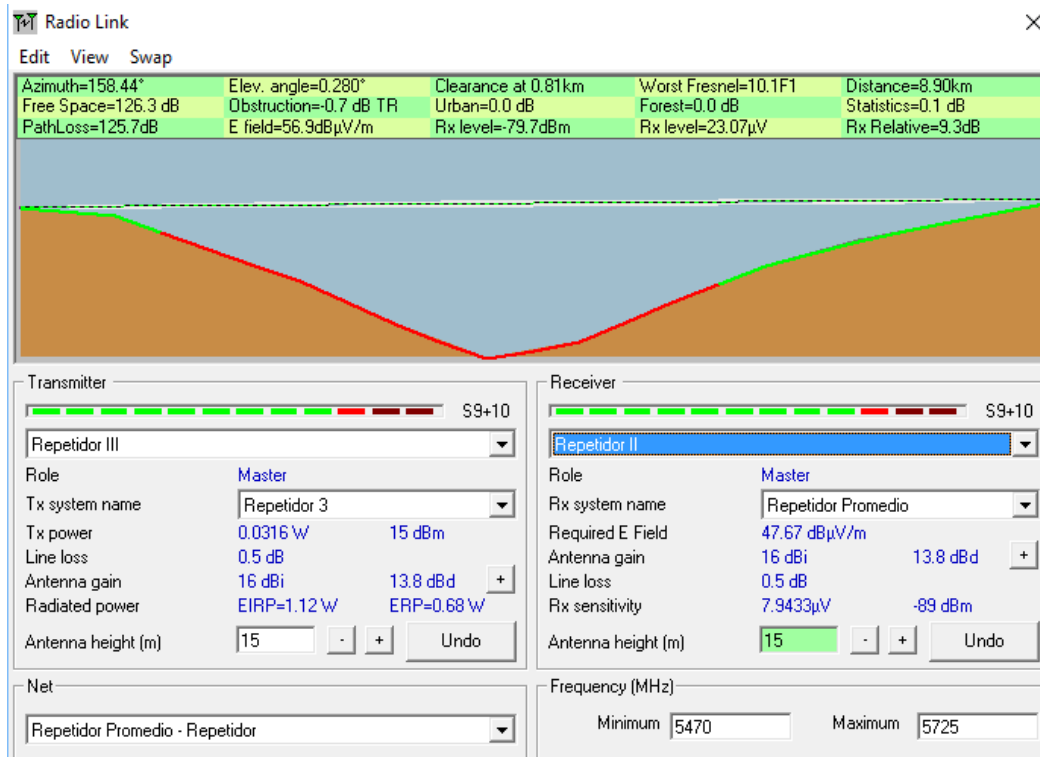 Radio Link
Edit View Swap
Azimuth=158.44° Elev. angle=0.280° Clearance at 0.81km Worst Fresnel=10.1F1 Distance=8.90km
Free Space=126.3 dB Obstruction=-0.7 dB TR Urban=0.0 dB Forest=0.0 dB Statistics=0.1 dB
PathLoss=125.7dB E field=56.9dBµV/m Rx level=-79.7dBm Rx level=23.07µV Rx Relative=9.3dB
Transmitter
S9+10
Repetidor III
Role Master
Tx system name Repetidor 3
Tx power 0.0316 W 15 dBm
Line loss 0.5 dB
Antenna gain 16 dBi 13.8 dBd +
Radiated power EIRP=1.12 W ERP=0.68 W
Antenna height (m) 15 - + Undo
Receiver
S9+10
Repetidor II
Role Master
Rx system name Repetidor Promedio
Required E Field 47.67 dBµV/m
Antenna gain 16 dBi 13.8 dBd +
Line loss 0.5 dB
Rx sensitivity 7.9433µV -89 dBm
Antenna height (m) 15 - + Undo
Net
Repetidor Promedio - Repetidor
Frequency (MHz)
Minimum 5470 Maximum 5725